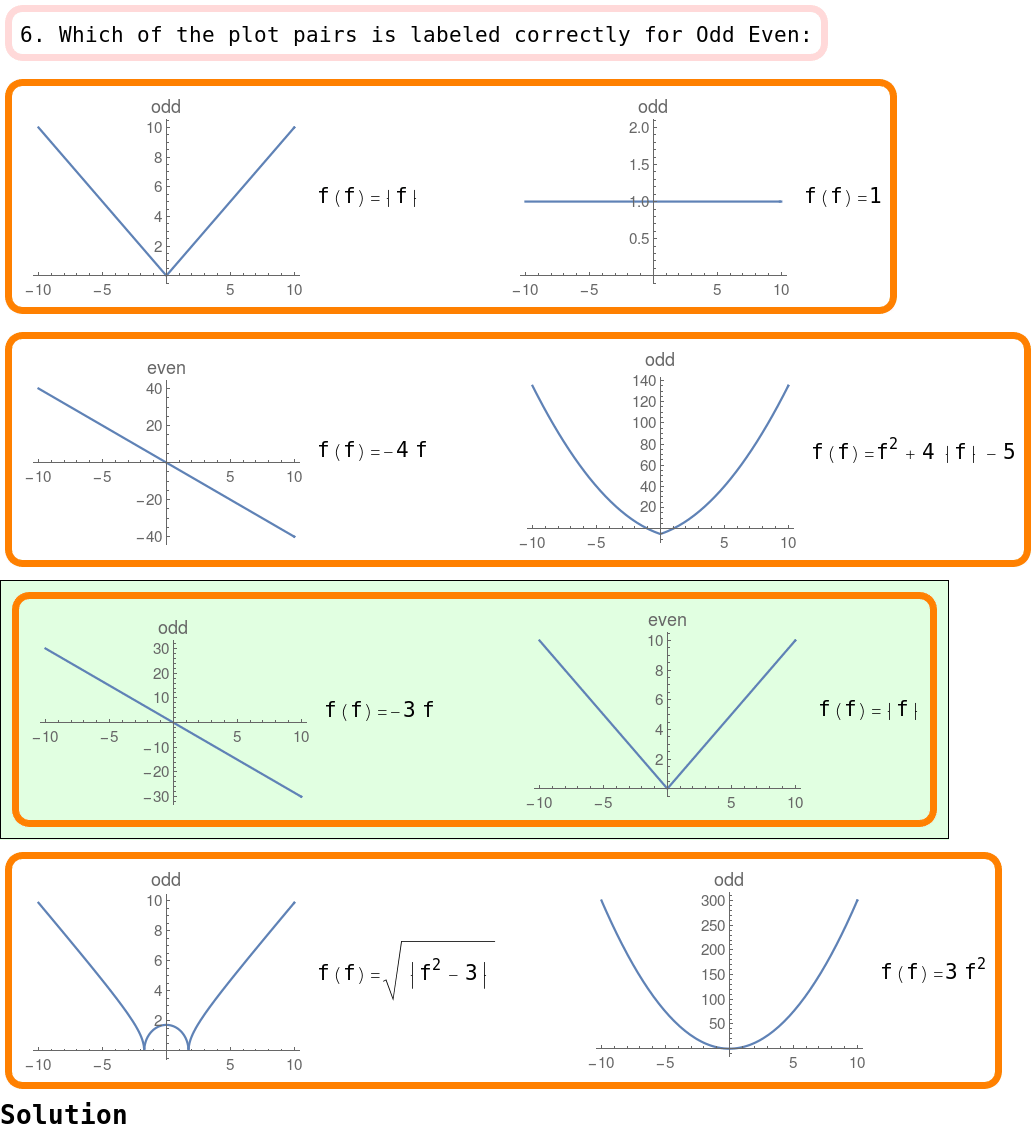 6. Which of the plot pairs is labeled correctly for Odd Even:
odd
10
8
6
4
2
−10 −5 5 10
f(f)=|f|
odd
2.0
1.5
1.0
0.5
−10 −5 5 10
f(f)=1
even
40
20
−10 −5 5 10
−20
−40
f(f)=−4 f
odd
140
120
100
80
60
40
20
−10 −5 5 10
f(f)=f² + 4 |f| − 5
odd
30
20
10
−10 −5 5 10
−10
−20
−30
f(f)=−3 f
even
10
8
6
4
2
−10 −5 5 10
f(f)=|f|
odd
10
8
6
4
2
−10 −5 5 10
f(f)=√|f² − 3|
odd
300
250
200
150
100
50
−10 −5 5 10
f(f)=3 f²
Solution